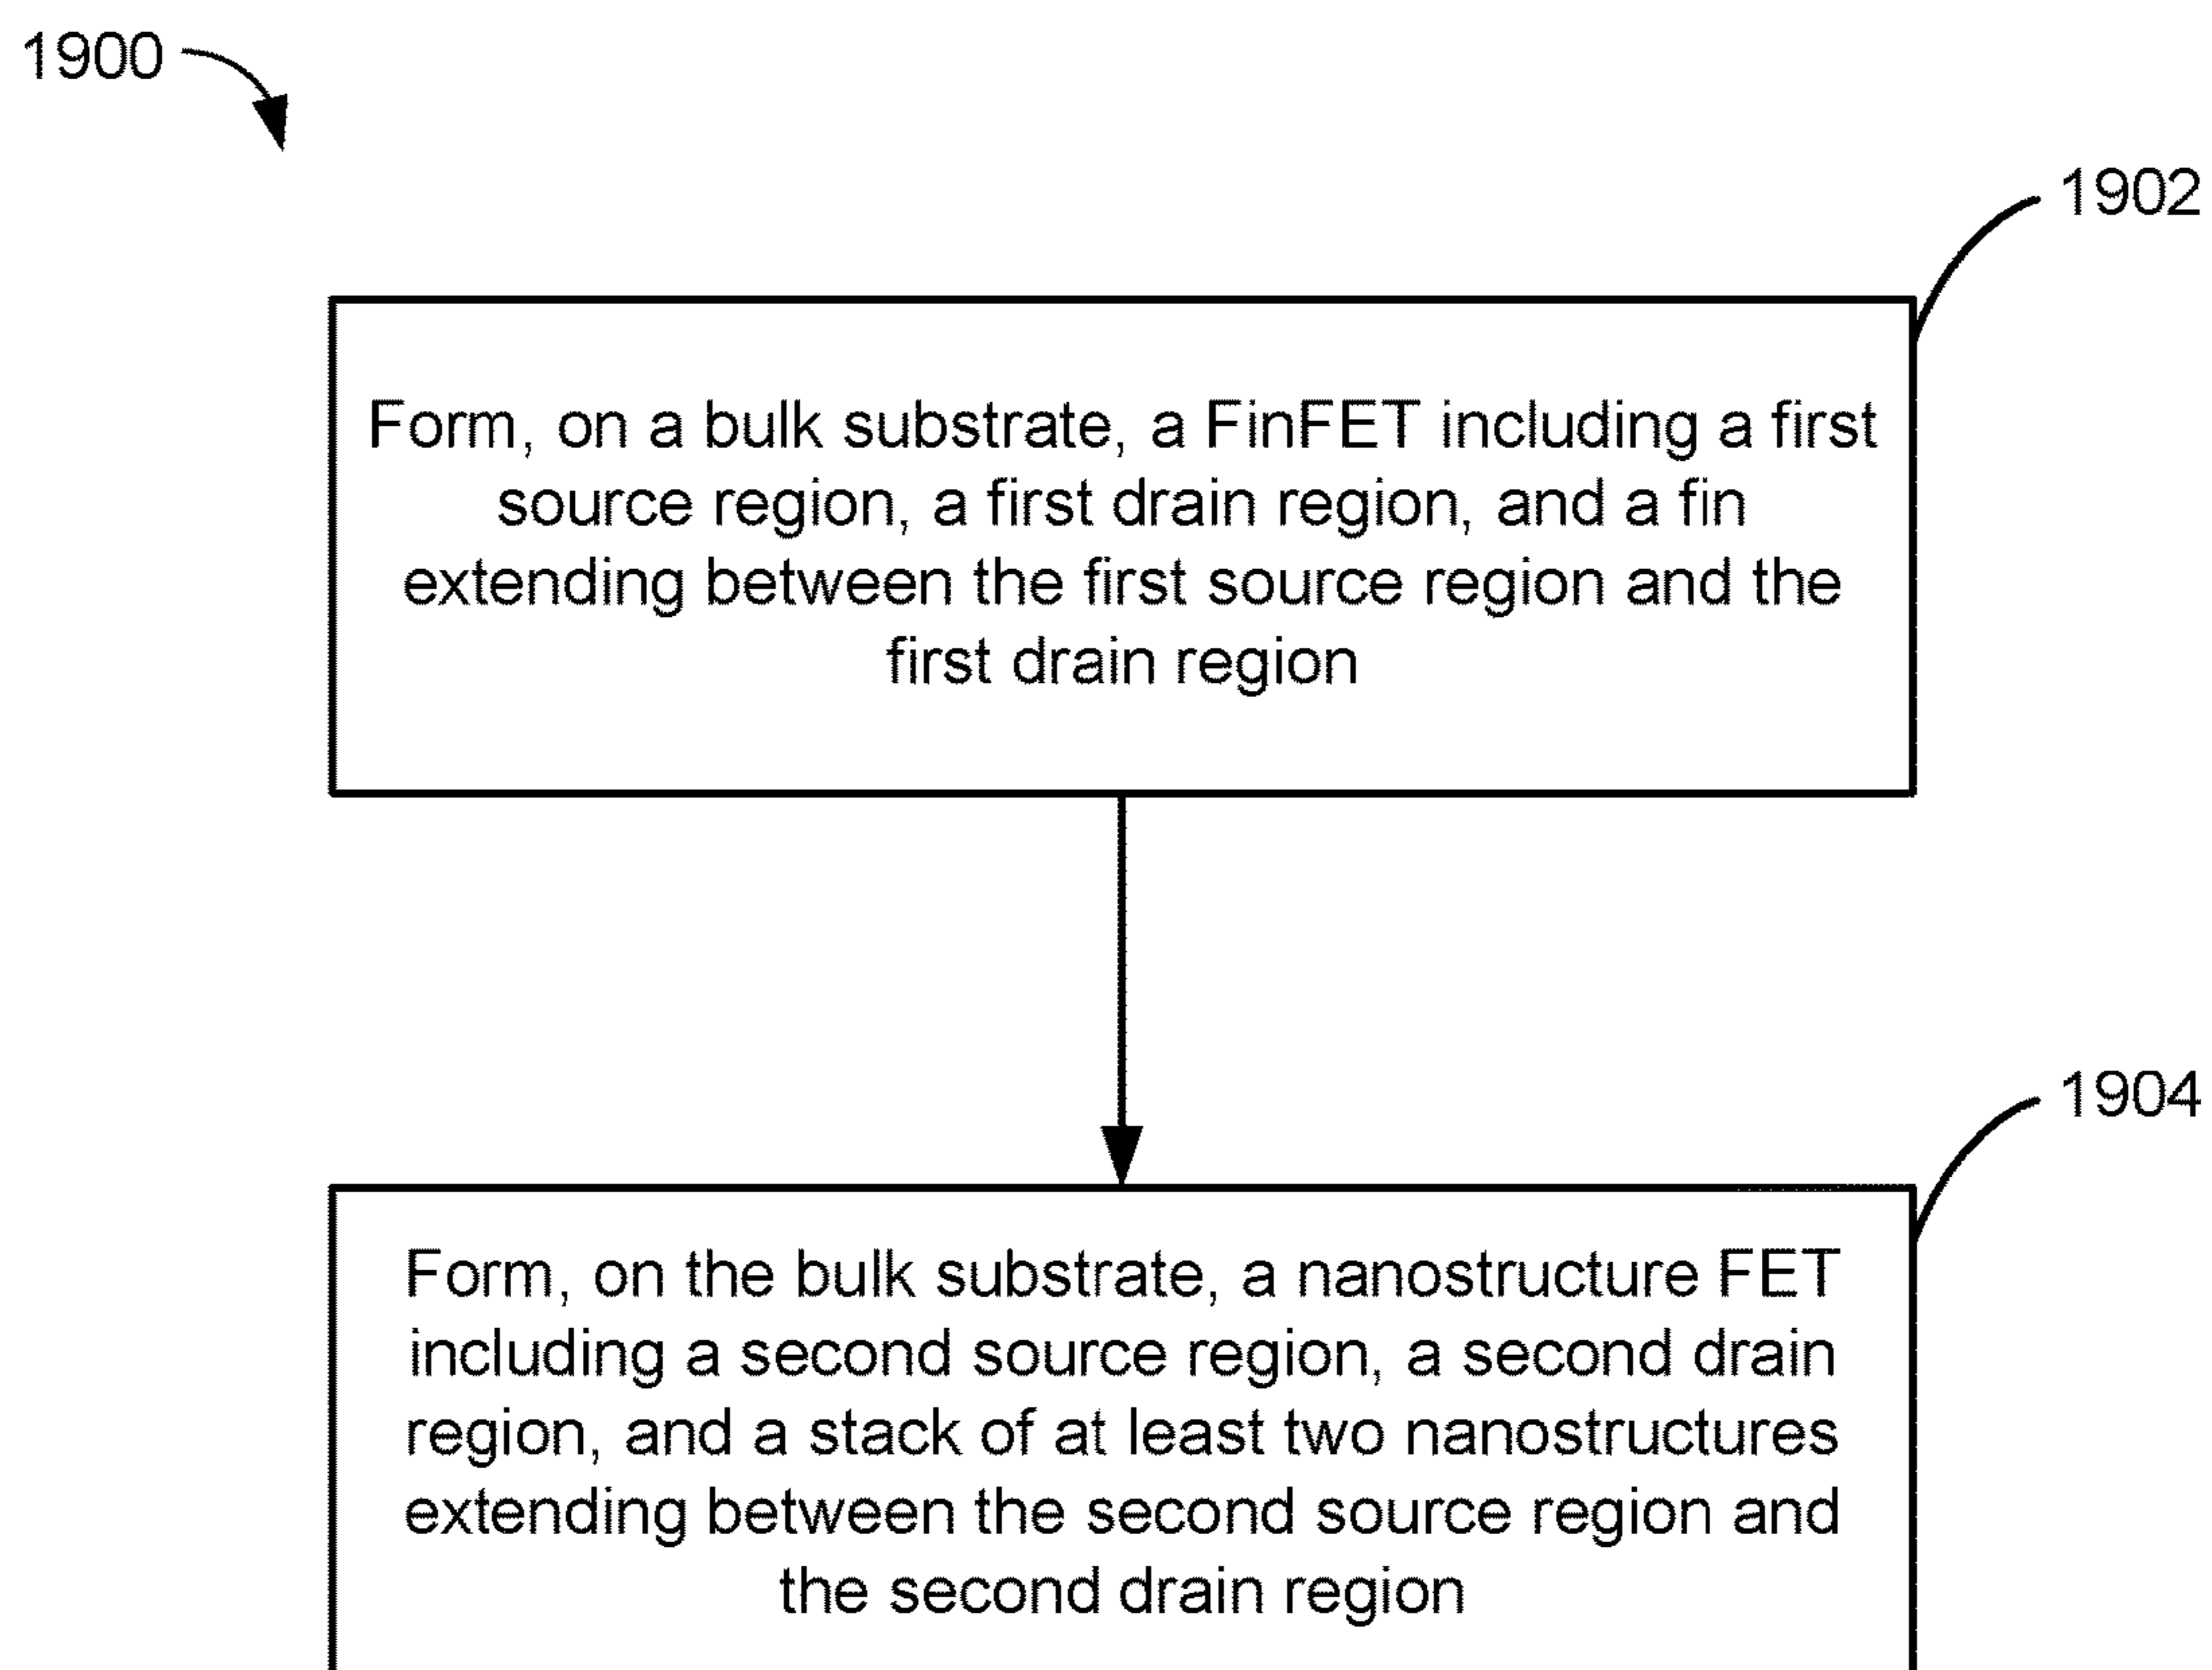 1900
1902
Form, on a bulk substrate, a FinFET including a first
source region, a first drain region, and a fin
extending between the first source region and the
first drain region
1904
Form, on the bulk substrate, a nanostructure FET
including a second source region, a second drain
region, and a stack of at least two nanostructures
extending between the second source region and
the second drain region